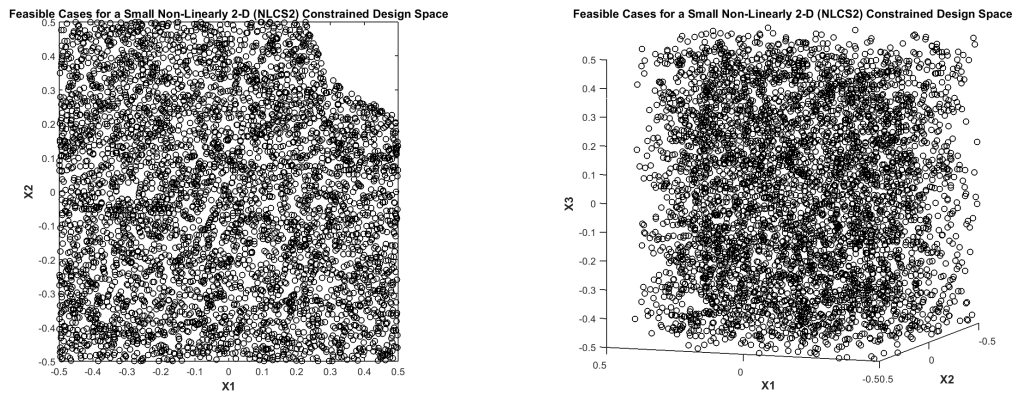 Feasible Cases for a Small Non-Linearly 2-D (NLCS2) Constrained Design Space
0.5
0.4
0.3
0.2
0.1
0
-0.1
-0.2
-0.3
-0.4
-0.5
X2
-0.5 -0.4 -0.3 -0.2 -0.1 0 0.1 0.2 0.3 0.4 0.5
X1
Feasible Cases for a Small Non-Linearly 2-D (NLCS2) Constrained Design Space
0.5
0.4
0.3
0.2
0.1
0
-0.1
-0.2
-0.3
-0.4
-0.5
X3
0.5 0 -0.5
X1
0.5 0 -0.5
X2